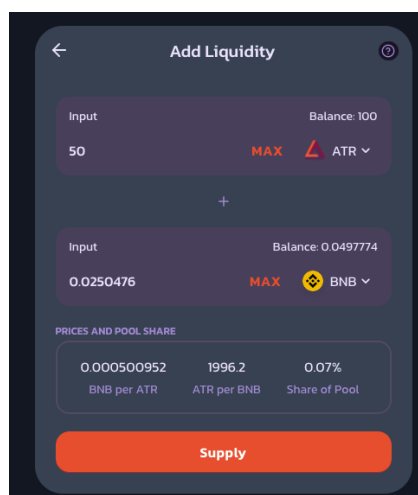 Add Liquidity
Input Balance: 100
50 MAX ATR
+
Input Balance: 0.0497774
0.0250476 MAX BNB
PRICES AND POOL SHARE
0.000500952 1996.2 0.07%
BNB per ATR ATR per BNB Share of Pool
Supply